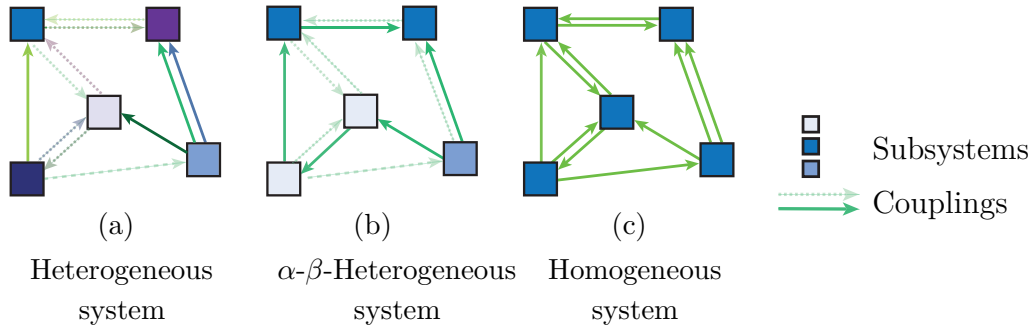 Subsystems
Couplings
(a)
(b)
(c)
Heterogeneous
system
α-β-Heterogeneous
system
Homogeneous
system